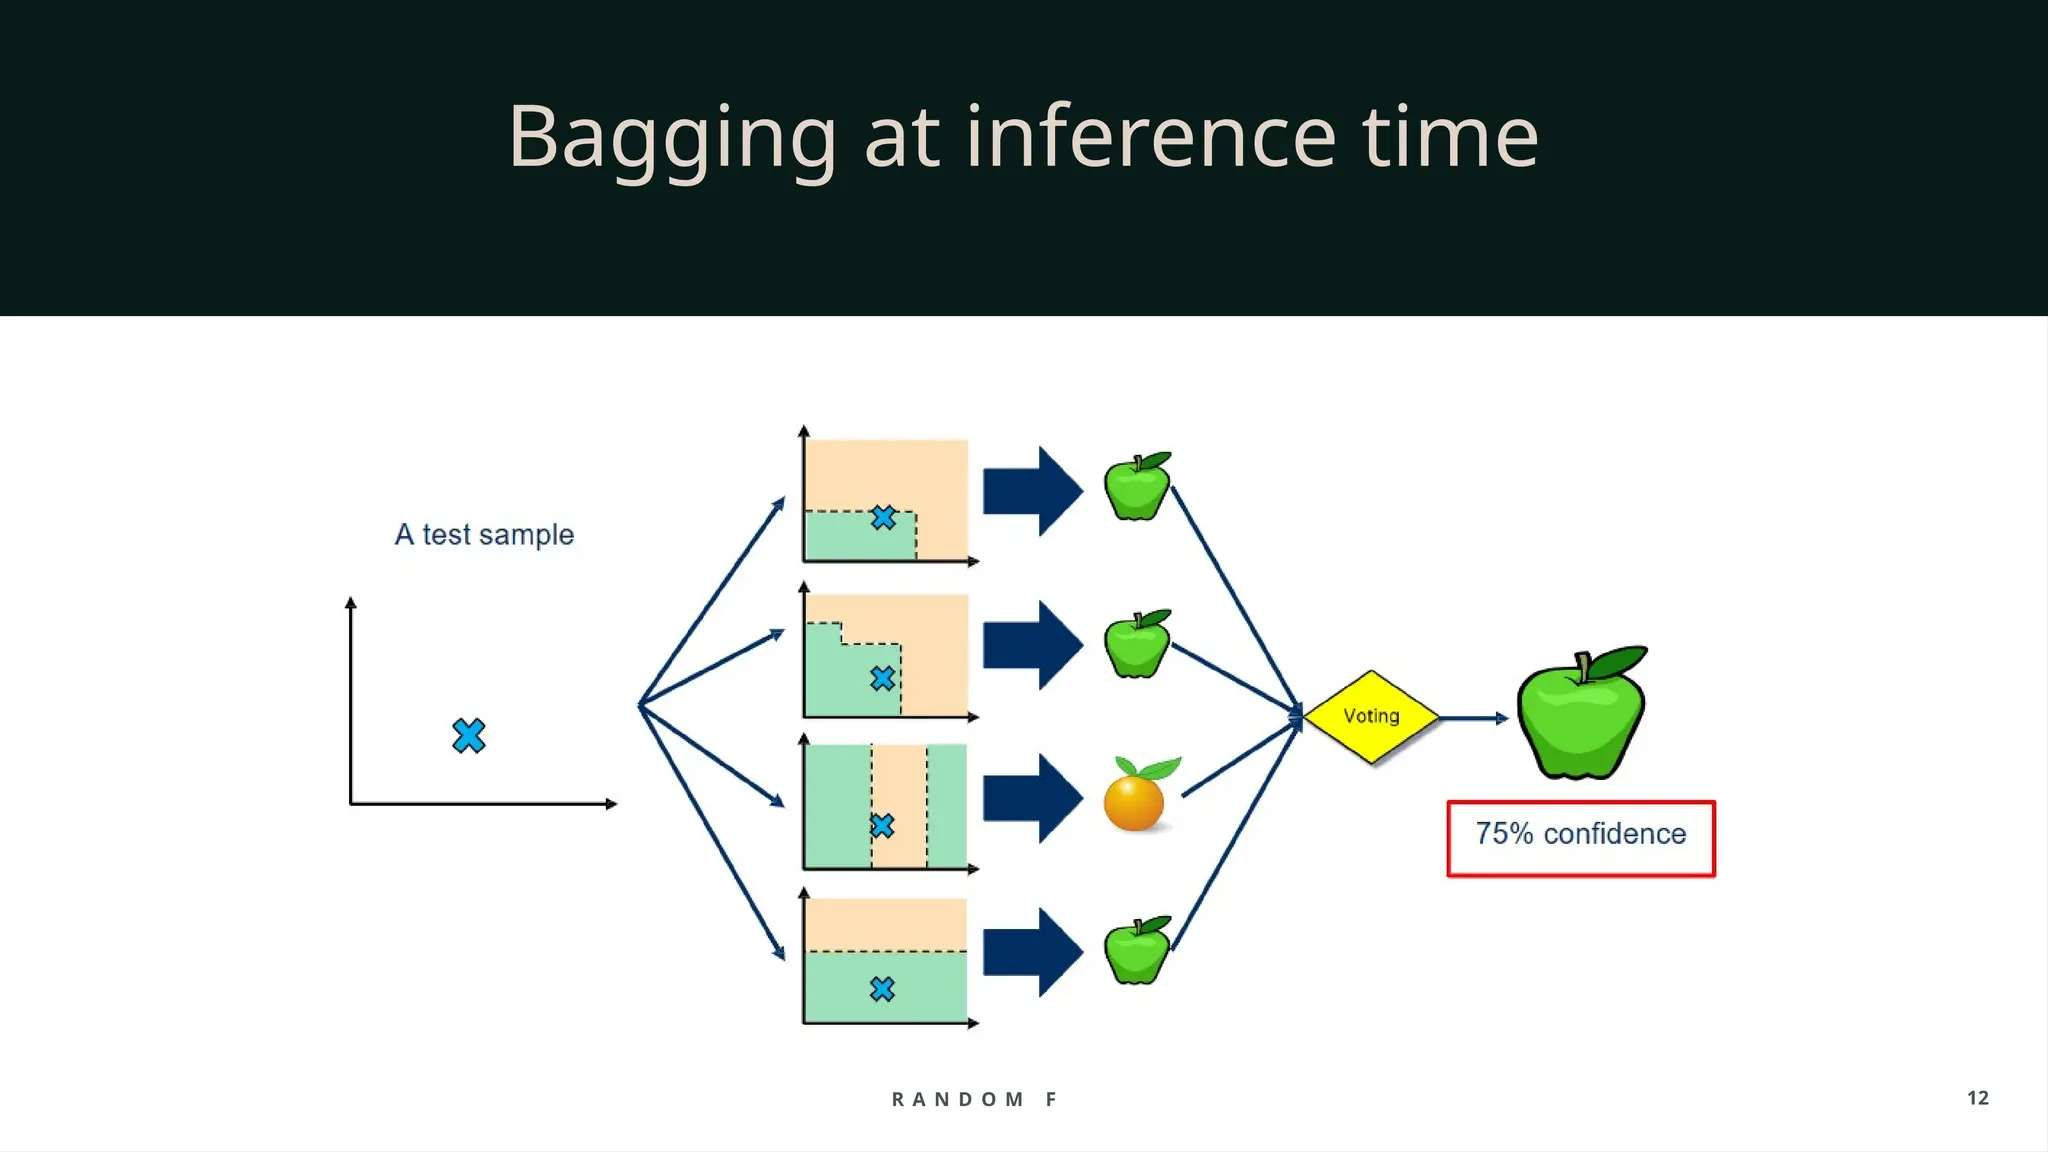 Bagging at inference time
A test sample
Voting
75% confidence
RANDOM F
12